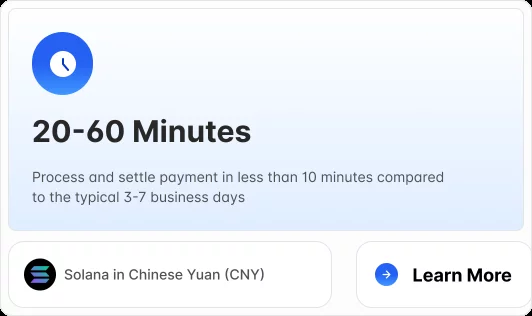 20-60 Minutes
Process and settle payment in less than 10 minutes compared
to the typical 3-7 business days
Solana in Chinese Yuan (CNY)
Learn More